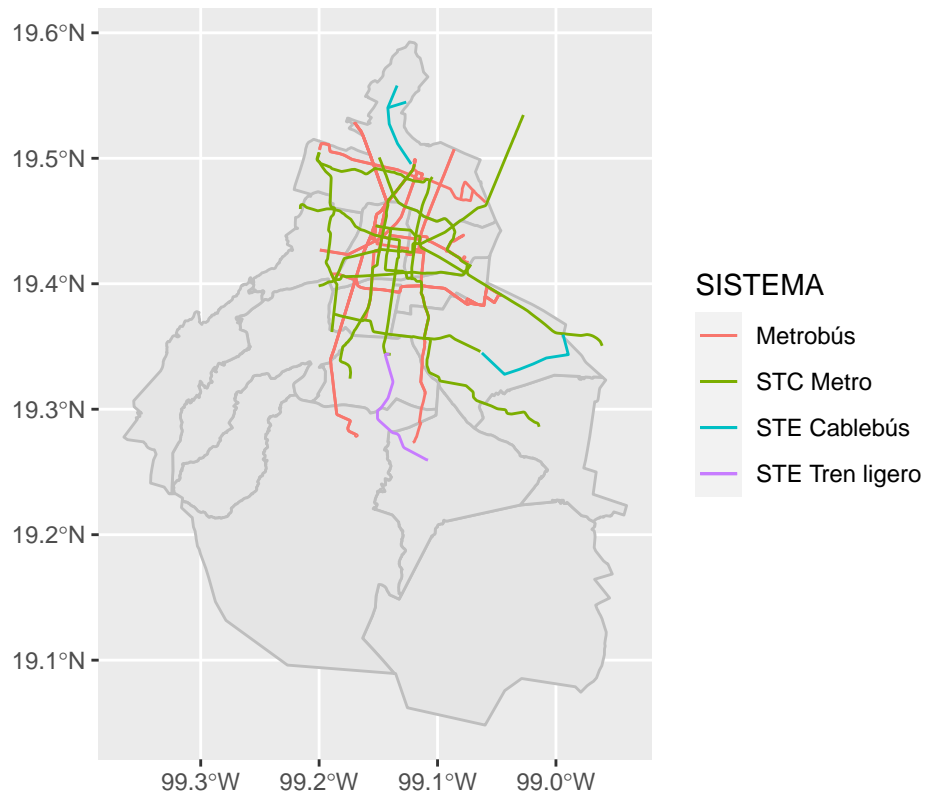 19.6°N
19.5°N
19.4°N
19.3°N
19.2°N
19.1°N
99.3°W
99.2°W
99.1°W
99.0°W
SISTEMA
Metrobús
STC Metro
STE Cablebús
STE Tren ligero